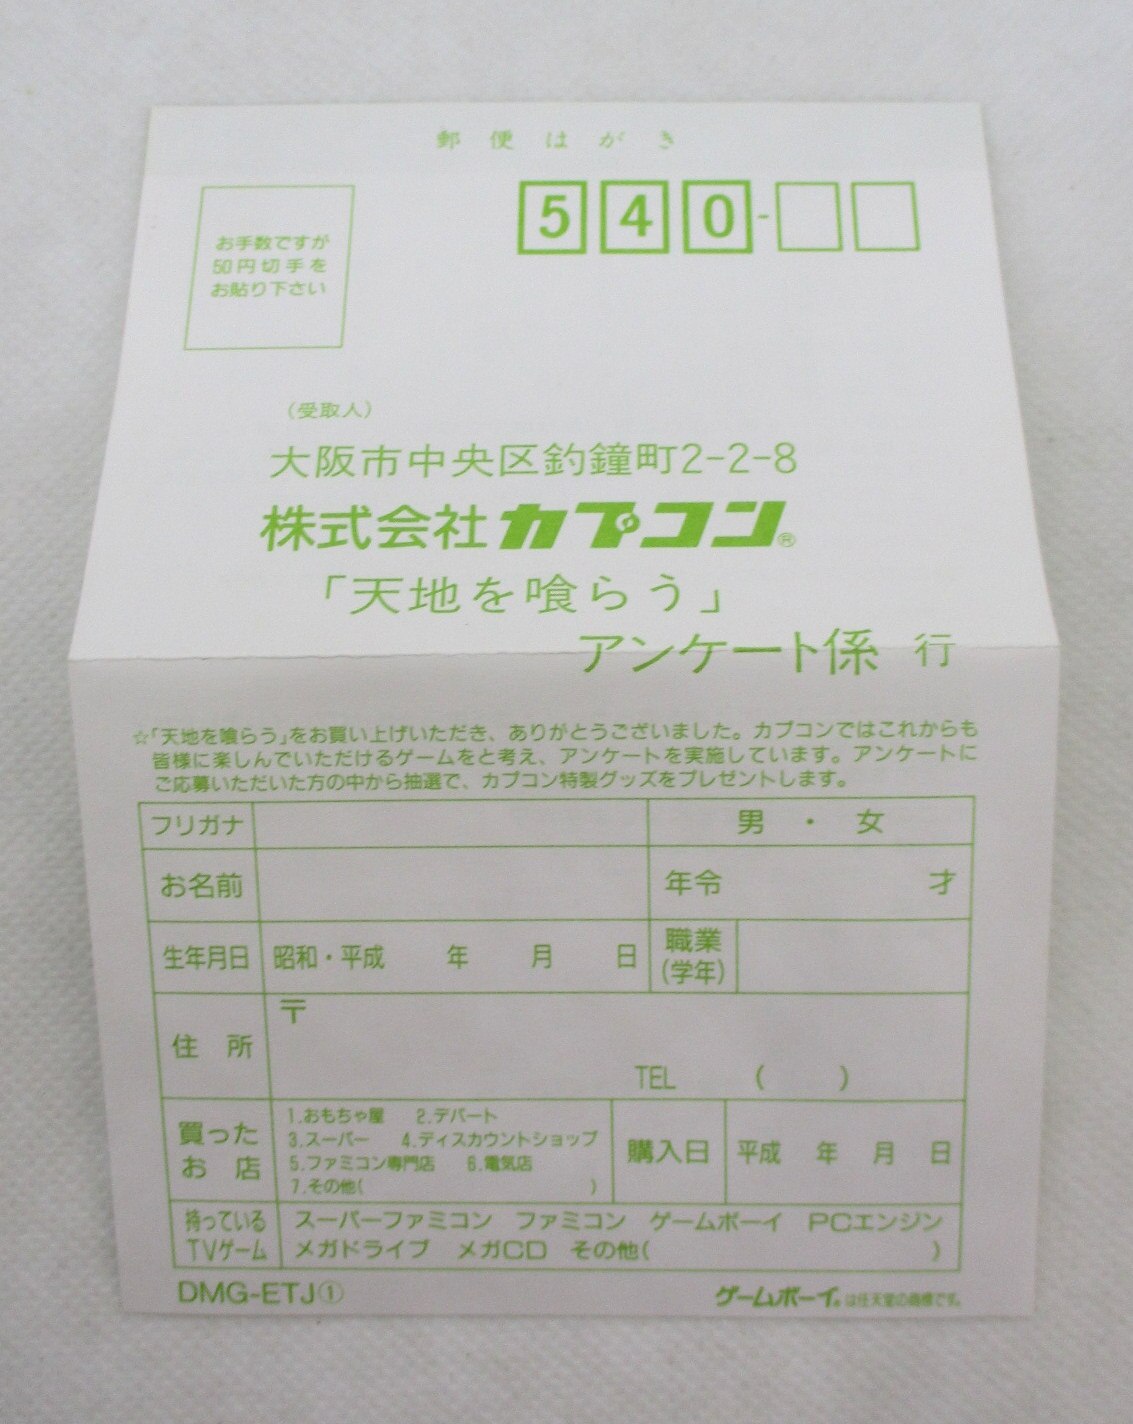 郵便はがき
540-
お手数ですが
50円切手を
お貼り下さい
（受取人）
大阪市中央区釣鐘町2-2-8
株式会社カプコン®
「天地を喰らう」
アンケート係 行
☆「天地を喰らう」をお買い上げいただき、ありがとうございました。カプコンではこれからも
皆様に楽しんでいただけるゲームをと考え、アンケートを実施しています。アンケートに
ご応募いただいた方の中から抽選で、カプコン特製グッズをプレゼントします。
フリガナ 男・女
お名前 年令 才
生年月日 昭和・平成 年 月 日 職業
(学年)
住所 〒
TEL ( )
買った
お店
1.おもちゃ屋 2.デパート
3.スーパー 4.ディスカウントショップ
5.ファミコン専門店 6.電気店
7.その他( )
購入日 平成 年 月 日
持っている
TVゲーム
スーパーファミコン ファミコン ゲームボーイ PCエンジン
メガドライブ メガCD その他( )
DMG-ETJ① ゲームボーイ®は任天堂の商標です。